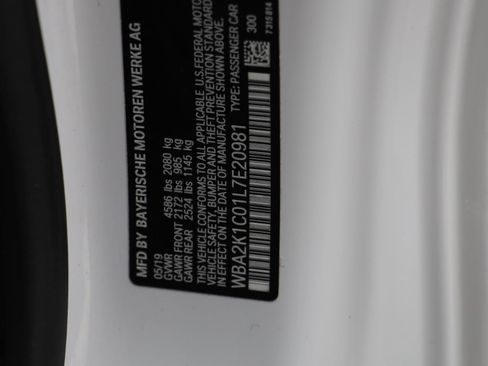 MFD BY BAYERISCHE MOTOREN WERKE AG
05/19
GVWR 4586 lbs 2080 kg
GAWR FRONT 2172 lbs 985 kg
GAWR REAR 2524 lbs 1145 kg
THIS VEHICLE CONFORMS TO ALL APPLICABLE U.S.FEDERAL MOTOR
VEHICLE SAFETY, BUMPER AND THEFT PREVENTION STANDARDS
IN EFFECT ON THE DATE OF MANUFACTURE SHOWN ABOVE.
WBA2K1C01L7E20981 TYPE: PASSENGER CAR
300
7315814